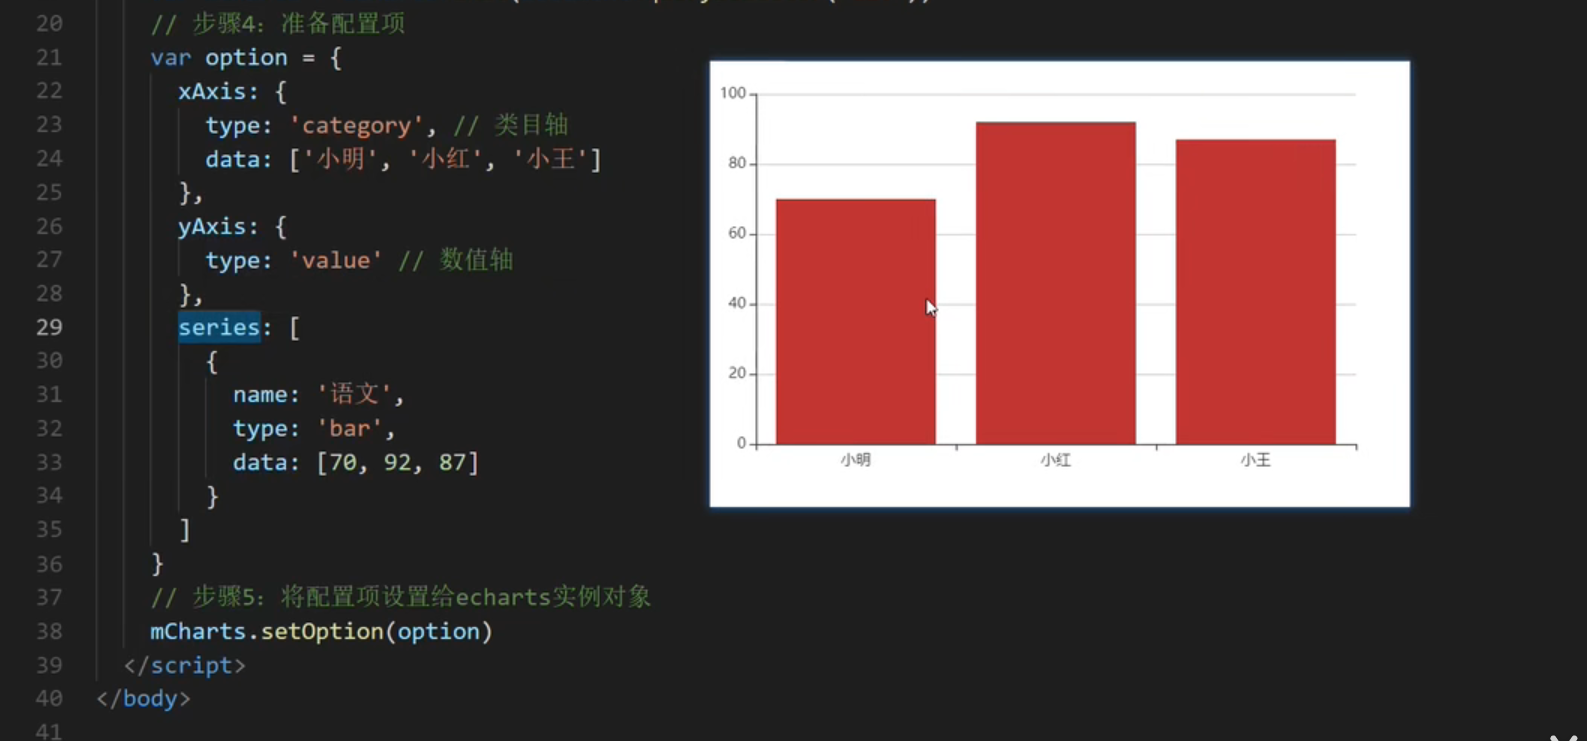 20 // 步骤4：准备配置项
21 var option = {
22 xAxis: {
23 type: 'category', // 类目轴
24 data: ['小明', '小红', '小王']
25 },
26 yAxis: {
27 type: 'value' // 数值轴
28 },
29 series: [
30 {
31 name: '语文',
32 type: 'bar',
33 data: [70, 92, 87]
34 }
35 ]
36 }
37 // 步骤5：将配置项设置给echarts实例对象
38 mCharts.setOption(option)
39 </script>
40 </body>
41
100
80
60
40
20
0
小明 小红 小王